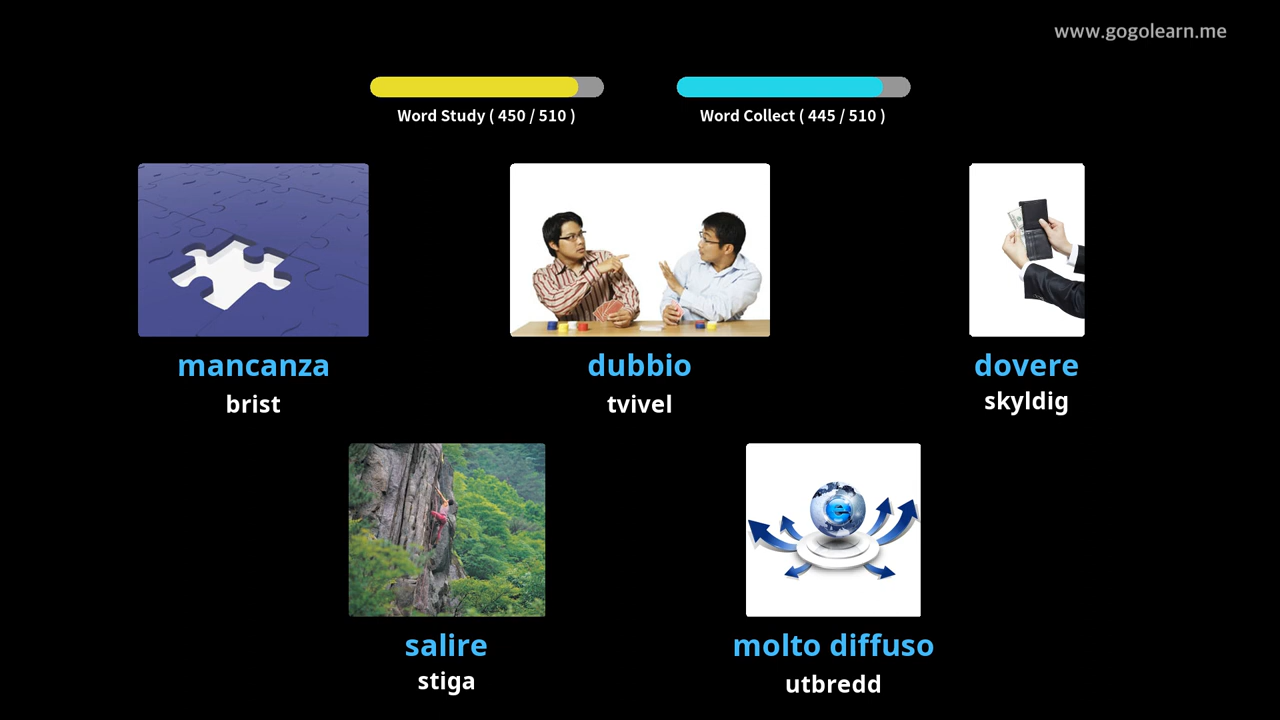 www.gogolearn.me
Word Study ( 450 / 510 )
Word Collect ( 445 / 510 )
mancanza
brist
dubbio
tvivel
dovere
skyldig
salire
stiga
molto diffuso
utbredd